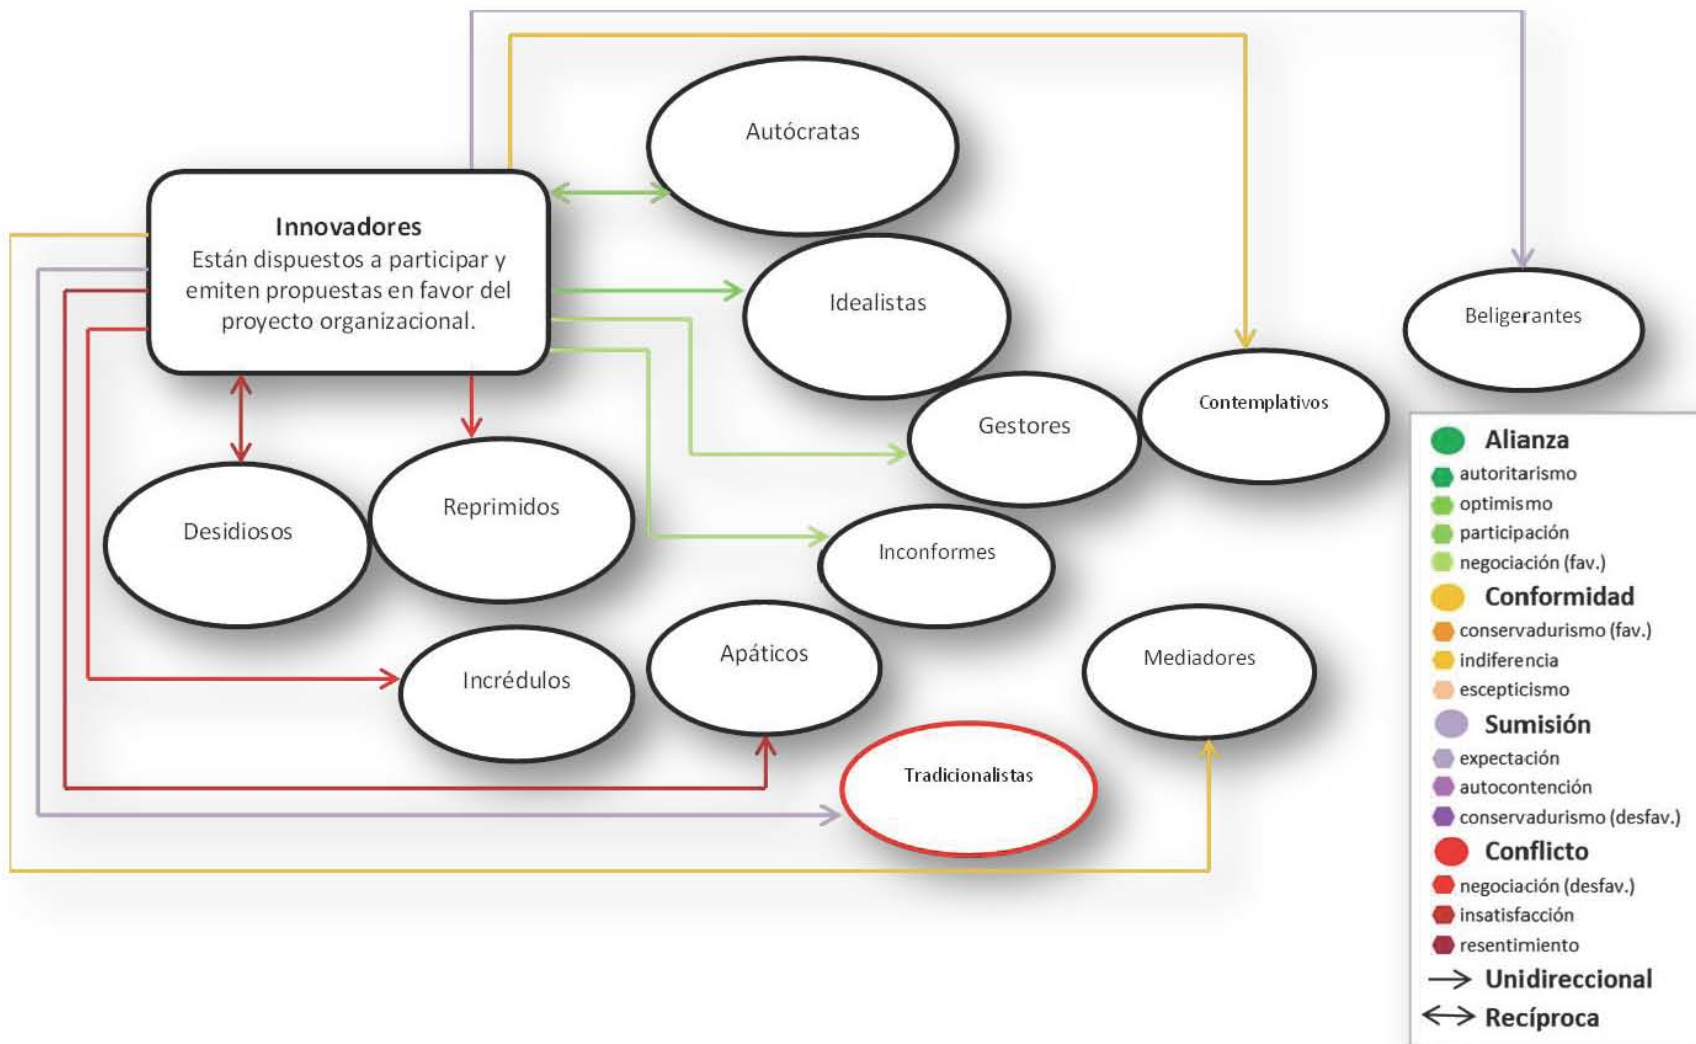 Autócratas
Innovadores
Están dispuestos a participar y
emiten propuestas en favor del
proyecto organizacional.
Idealistas
Beligerantes
Contemplativos
Gestores
Reprimidos
Desidiosos
Inconformes
Apáticos
Mediadores
Incrédulos
Tradicionalistas
Alianza
autoritarismo
optimismo
participación
negociación (fav.)
Conformidad
conservadurismo (fav.)
indiferencia
escepticismo
Sumisión
expectación
autocontención
conservadurismo (desfav.)
Conflicto
negociación (desfav.)
insatisfacción
resentimiento
Unidireccional
Recíproca